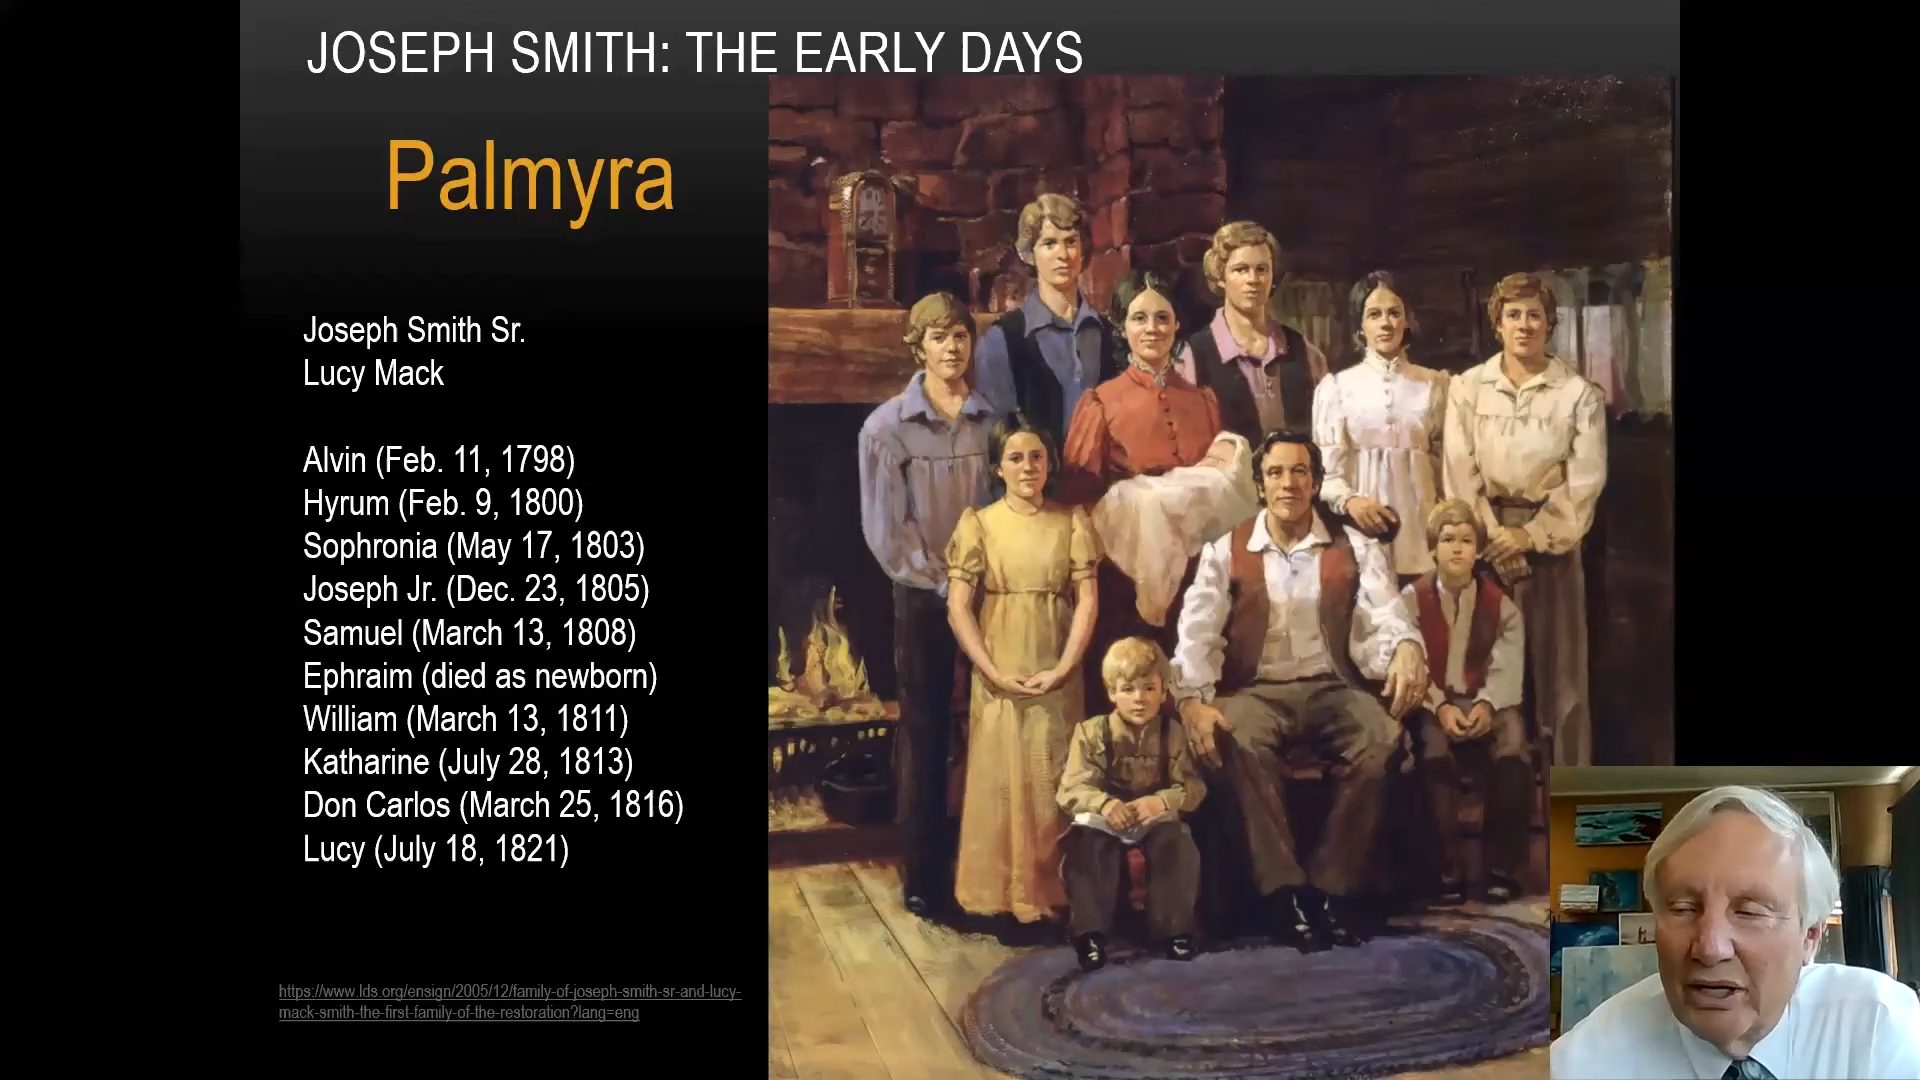 JOSEPH SMITH: THE EARLY DAYS
Palmyra
Joseph Smith Sr.
Lucy Mack
Alvin (Feb. 11, 1798)
Hyrum (Feb. 9, 1800)
Sophronia (May 17, 1803)
Joseph Jr. (Dec. 23, 1805)
Samuel (March 13, 1808)
Ephraim (died as newborn)
William (March 13, 1811)
Katharine (July 28, 1813)
Don Carlos (March 25, 1816)
Lucy (July 18, 1821)
https://www.lds.org/ensign/2005/12/family-of-joseph-smith-sr-and-lucy-
mack-smith-the-first-family-of-the-restoration?lang=eng